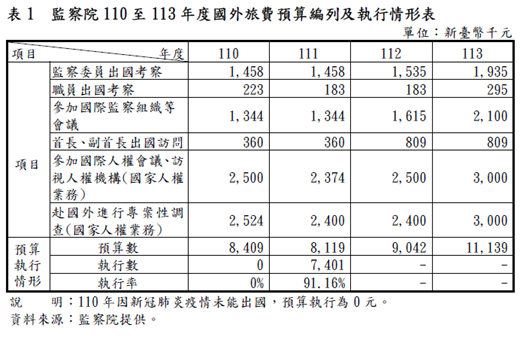 表1 監察院110至113年度國外旅費預算編列及執行情形表
單位：新臺幣千元
項目 年度 110 111 112 113
項目
監察委員出國考察 1,458 1,458 1,535 1,935
職員出國考察 223 183 183 295
參加國際監察組織等
會議 1,344 1,344 1,615 2,100
首長、副首長出國訪問 360 360 809 809
參加國際人權會議、訪
視人權機構(國家人權
業務) 2,500 2,374 2,500 3,000
赴國外進行專案性調
查(國家人權業務) 2,524 2,400 2,400 3,000
預算
執行
情形
預算數 8,409 8,119 9,042 11,139
執行數 0 7,401 － －
執行率 0% 91.16% － －
說 明：110年因新冠肺炎疫情未能出國，預算執行為0元。
資料來源：監察院提供。